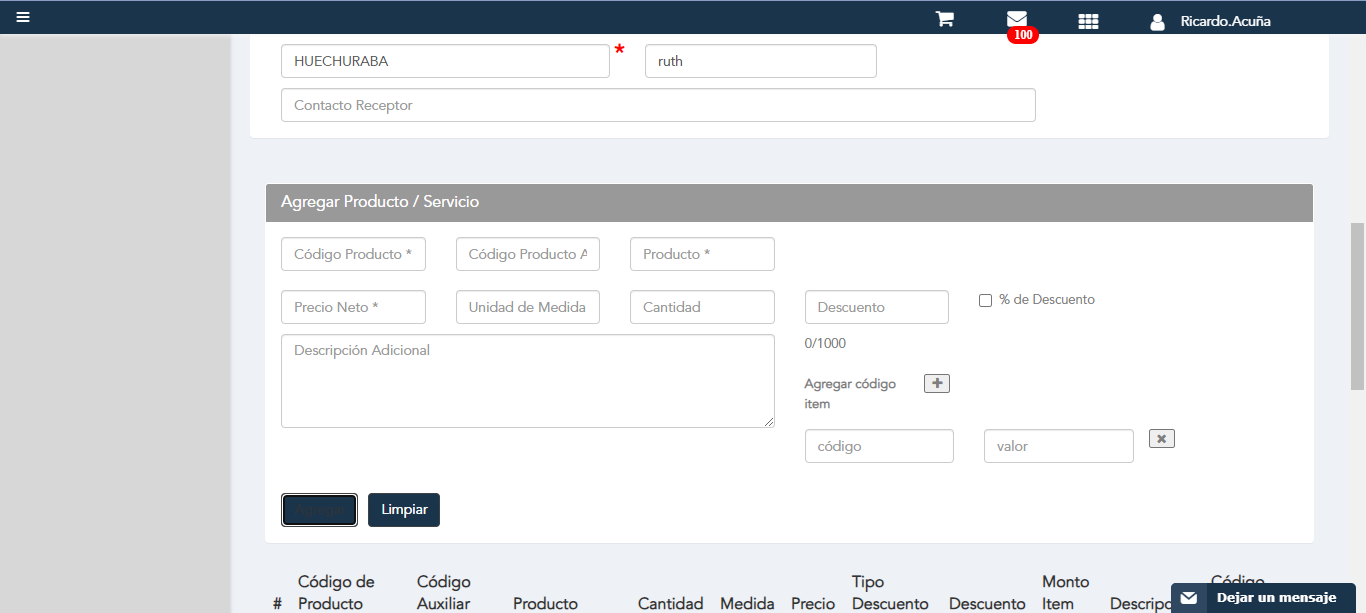 100
Ricardo.Acuña
HUECHURABA
*
ruth
Contacto Receptor
Agregar Producto / Servicio
Código Producto *
Código Producto A
Producto *
Precio Neto *
Unidad de Medida
Cantidad
Descuento
% de Descuento
0/1000
Descripción Adicional
Agregar código
item
código
valor
Agregar
Limpiar
#
Código de
Producto
Código
Auxiliar
Producto
Cantidad
Medida
Precio
Tipo
Descuento
Descuento
Monto
Item
Código
Dejar un mensaje